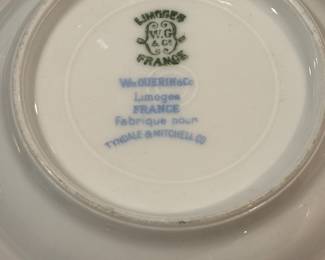 LIMOGES
W.G
& Co
FRANCE
Wm GUERIN & Co
Limoges
FRANCE
Fabrique pour
TYNDALE & MITCHELL CO